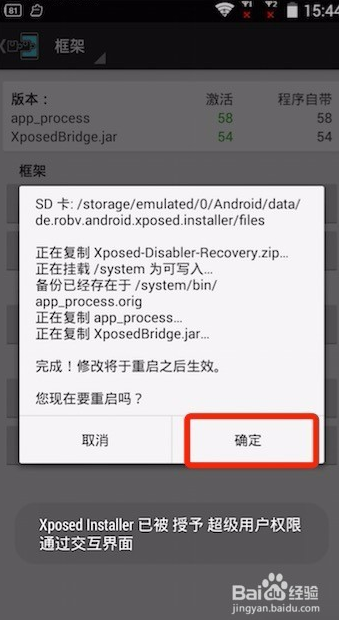 81
15:44
框架
版本：
激活
程序自带
app_process
58
58
XposedBridge.jar
54
54
框架
SD 卡: /storage/emulated/0/Android/data/
de.robv.android.xposed.installer/files
正在复制 Xposed-Disabler-Recovery.zip...
正在挂载 /system 为可写入...
备份已经存在于 /system/bin/
app_process.orig
正在复制 app_process...
正在复制 XposedBridge.jar...
完成！修改将于重启之后生效。
您现在要重启吗？
取消
确定
Xposed Installer 已被 授予 超级用户权限
通过交互界面
Baidu经验
jingyan.baidu.com